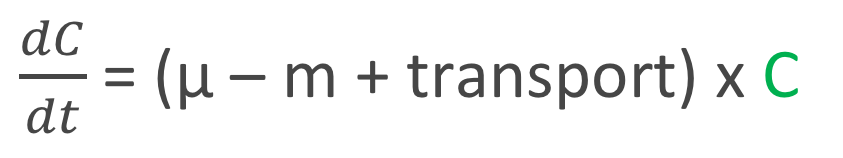 dC/dt = (μ – m + transport) x C